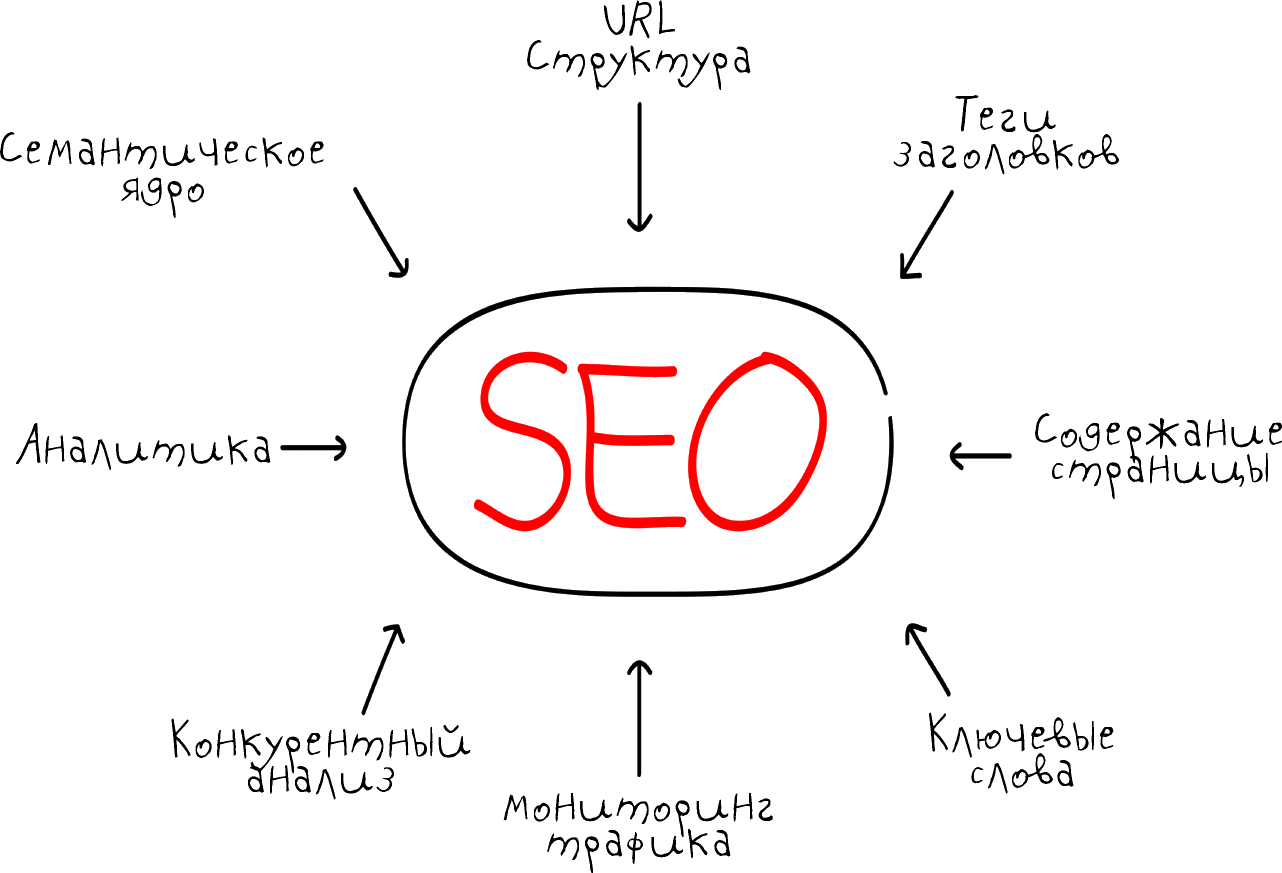 URL
Структура
Теги
заголовков
Семантическое
ядро
SEO
Аналитика
Содержание
страницы
Конкурентный
анализ
Ключевые
слова
Мониторинг
трафика